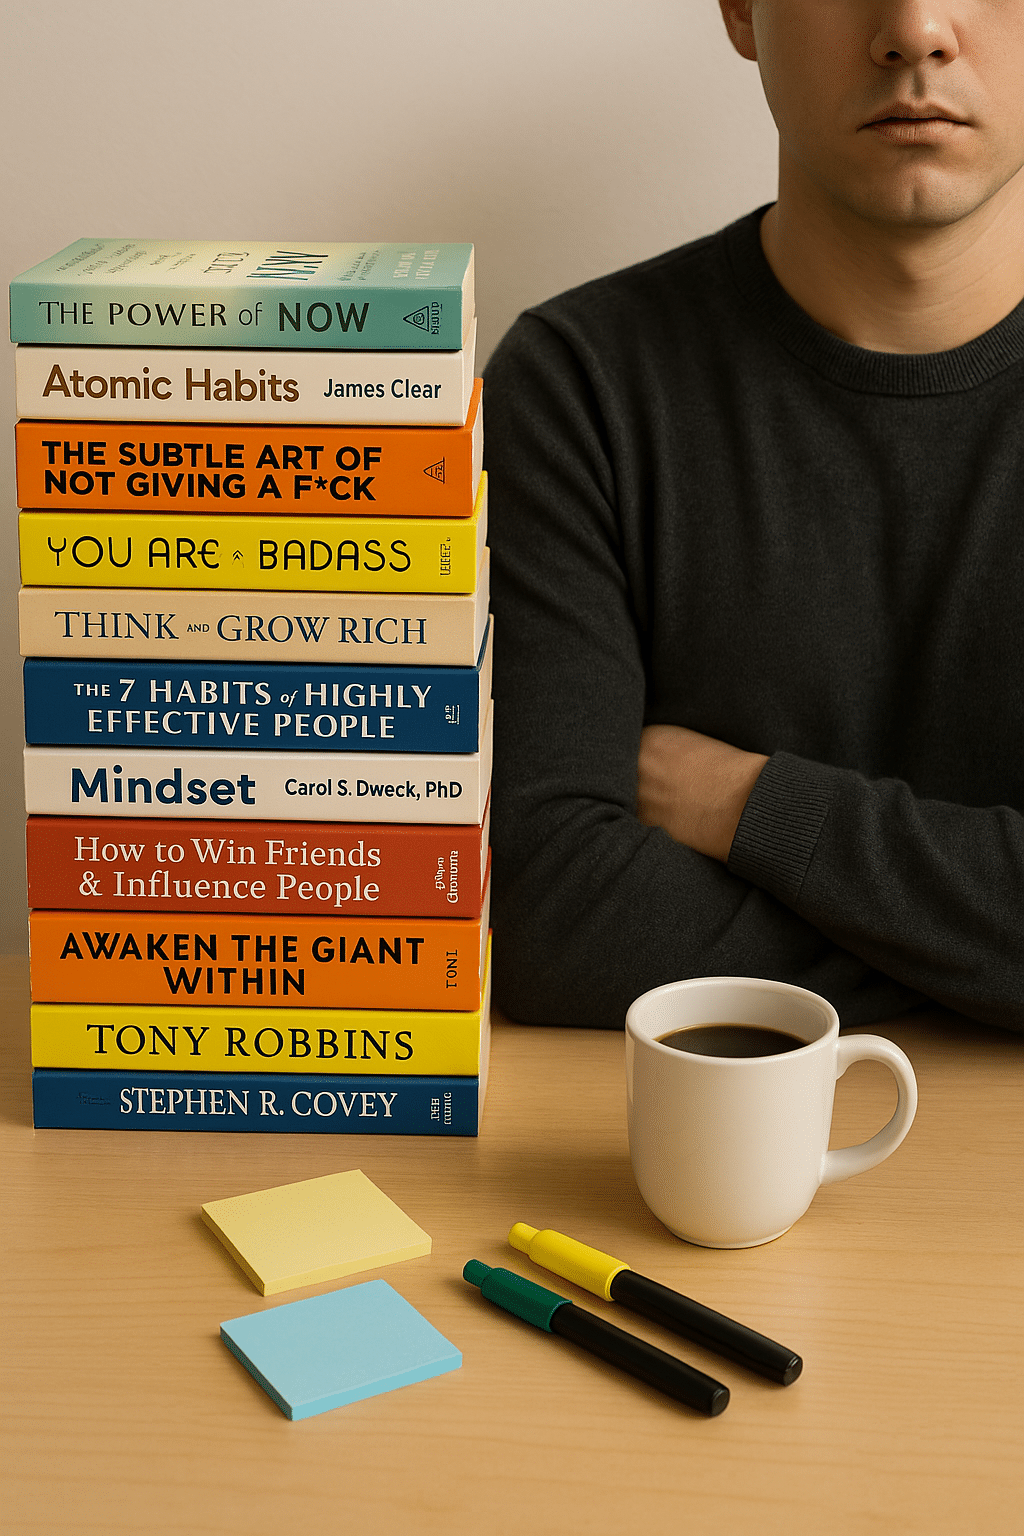 THE POWER of NOW
Atomic Habits James Clear
THE SUBTLE ART OF
NOT GIVING A F*CK
YOU ARE A BADASS
THINK AND GROW RICH
THE 7 HABITS of HIGHLY
EFFECTIVE PEOPLE
Mindset Carol S. Dweck, PhD
How to Win Friends
& Influence People
AWAKEN THE GIANT
WITHIN
TONI
TONY ROBBINS
STEPHEN R. COVEY